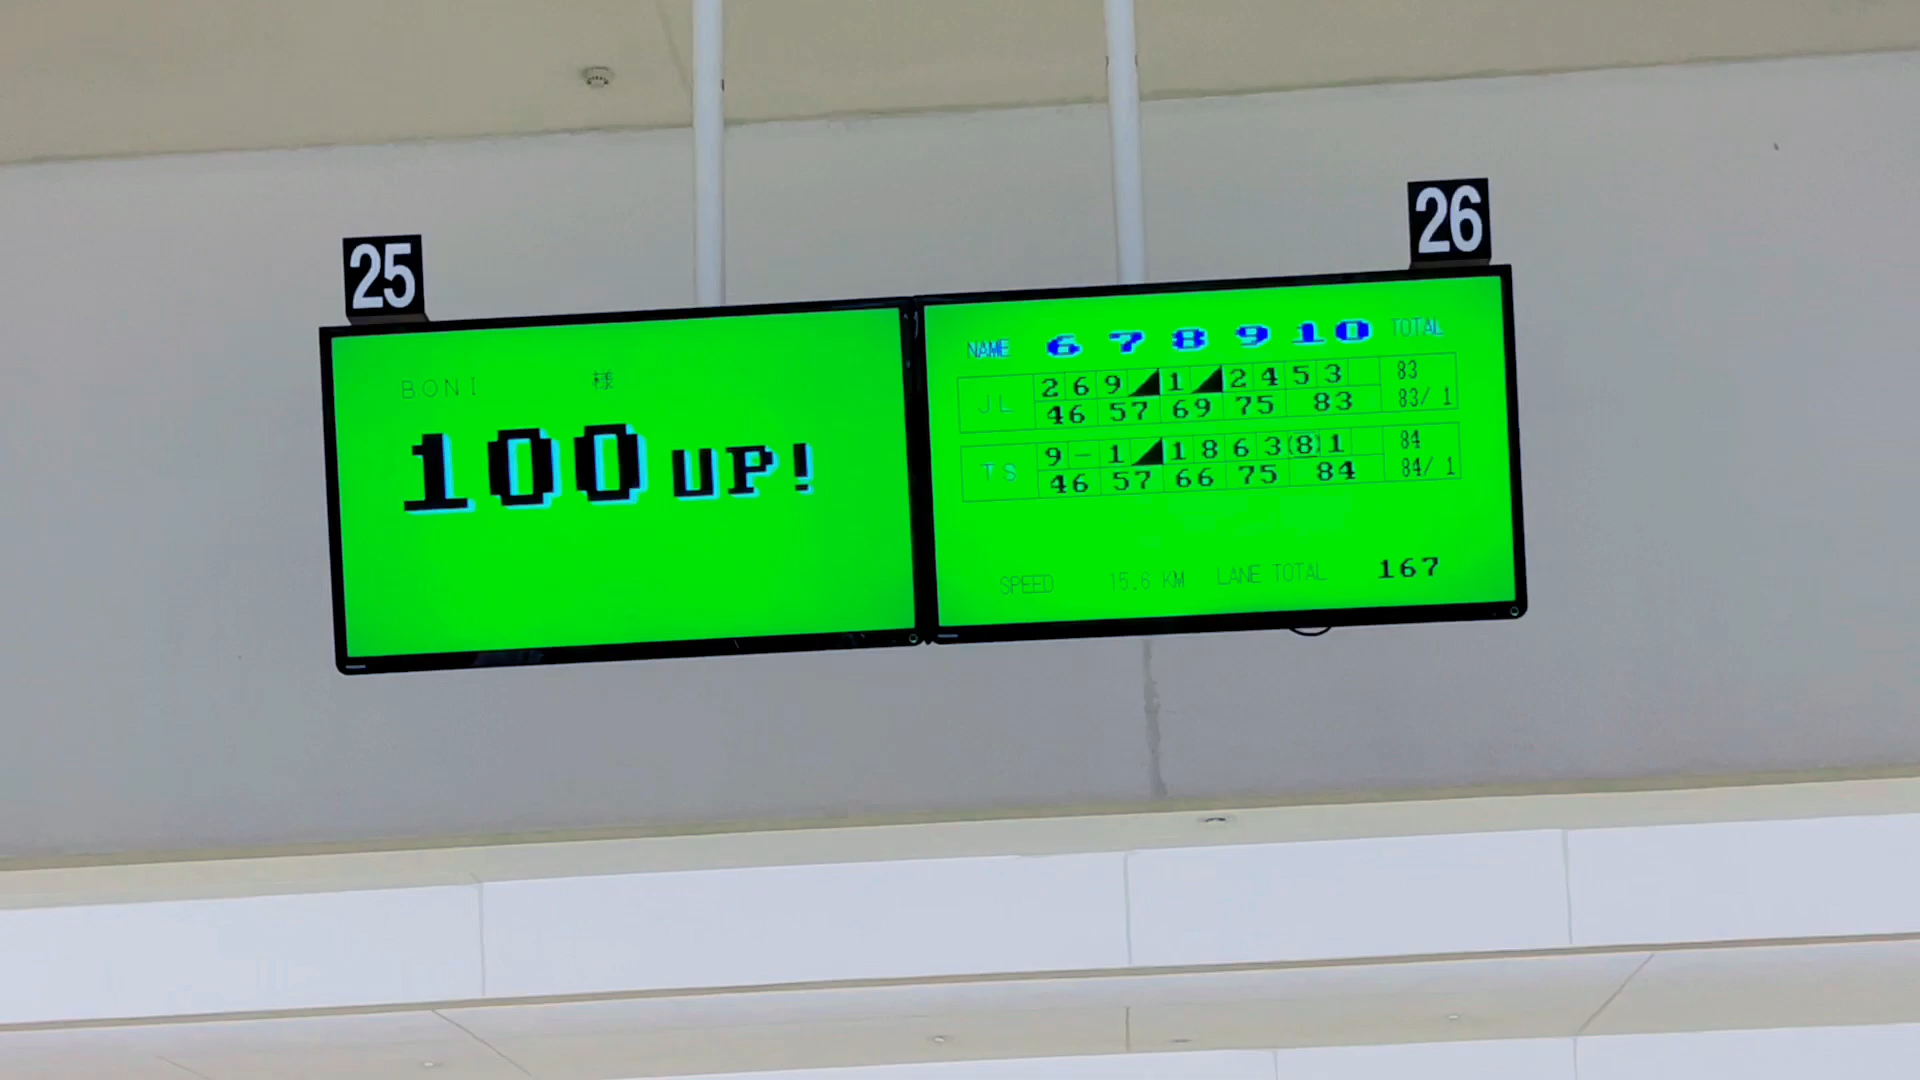 25
BONI 様
100 UP!
26
NAME 6 7 8 9 10 TOTAL
JL 2 6 9 ◢ 1 ◢ 2 4 5 3 83
46 57 69 75 83 83/ 1
TS 9 - 1 ◢ 1 8 6 3 (8) 1 84
46 57 66 75 84 84/ 1
SPEED 15.6 KM LANE TOTAL 167